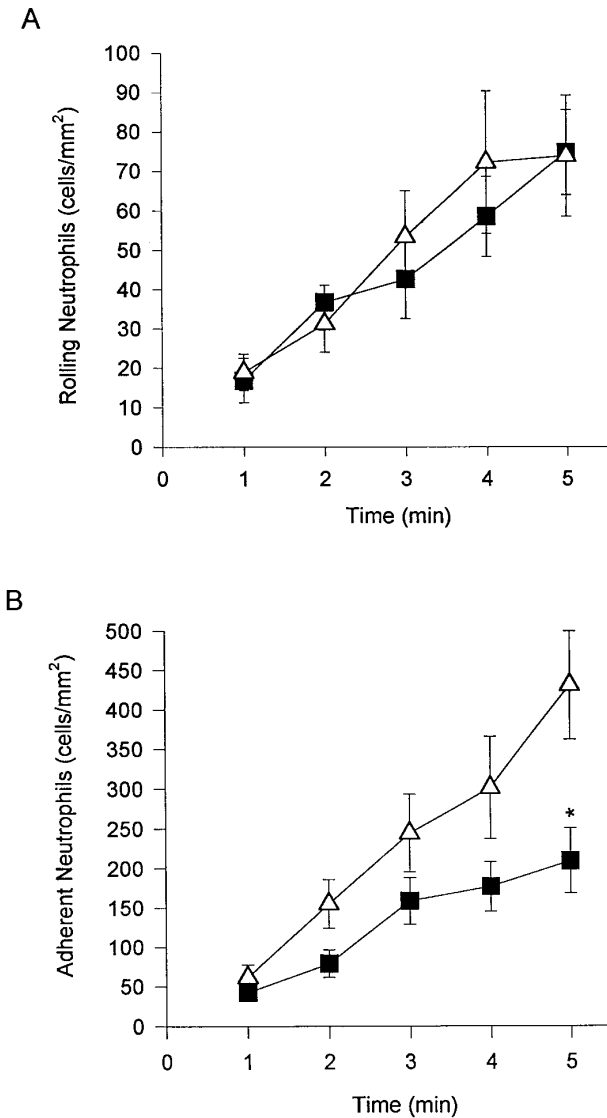 A
Rolling Neutrophils (cells/mm²)
100
90
80
70
60
50
40
30
20
10
0
0 1 2 3 4 5
Time (min)
B
Adherent Neutrophils (cells/mm²)
500
450
400
350
300
250
200
150
100
50
0
*
0 1 2 3 4 5
Time (min)